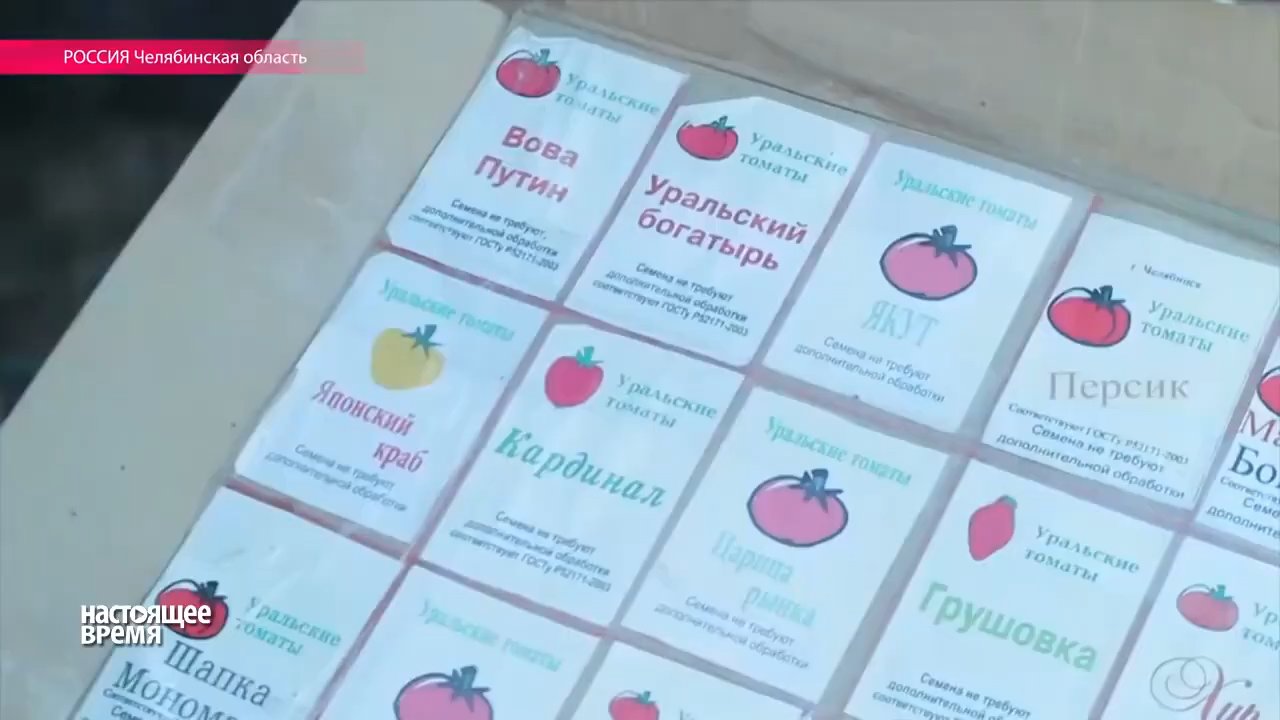 РОССИЯ Челябинская область
Уральские
томаты
Вова
Путин
Семена не требуют,
дополнительной обработки
соответствуют ГОСТу Р52171-2003
Уральские
томаты
Уральский
богатырь
Семена не требуют
дополнительной обработки
соответствуют ГОСТу Р52171-2003
Уральские томаты
ЯКУТ
Семена не требуют
дополнительной обработки
г Челябинск
Уральские
томаты
Персик
Соответствуют ГОСТу Р52171-2003
Семена не требуют
дополнительной обработки
Уральские томаты
Японский
краб
Семена не требуют
дополнительной обработки
Уральские
томаты
Кардинал
Семена не требуют
дополнительной обработки
соответствуют ГОСТу Р52171-2003
Уральские томаты
Царица
рынка
Семена не требуют
дополнительной обработки
Уральские
томаты
Грушовка
Семена не требуют
дополнительной обработки
Уральские
томаты
Шапка
Уральские томаты
НАСТОЯЩЕЕ
ВРЕМЯ